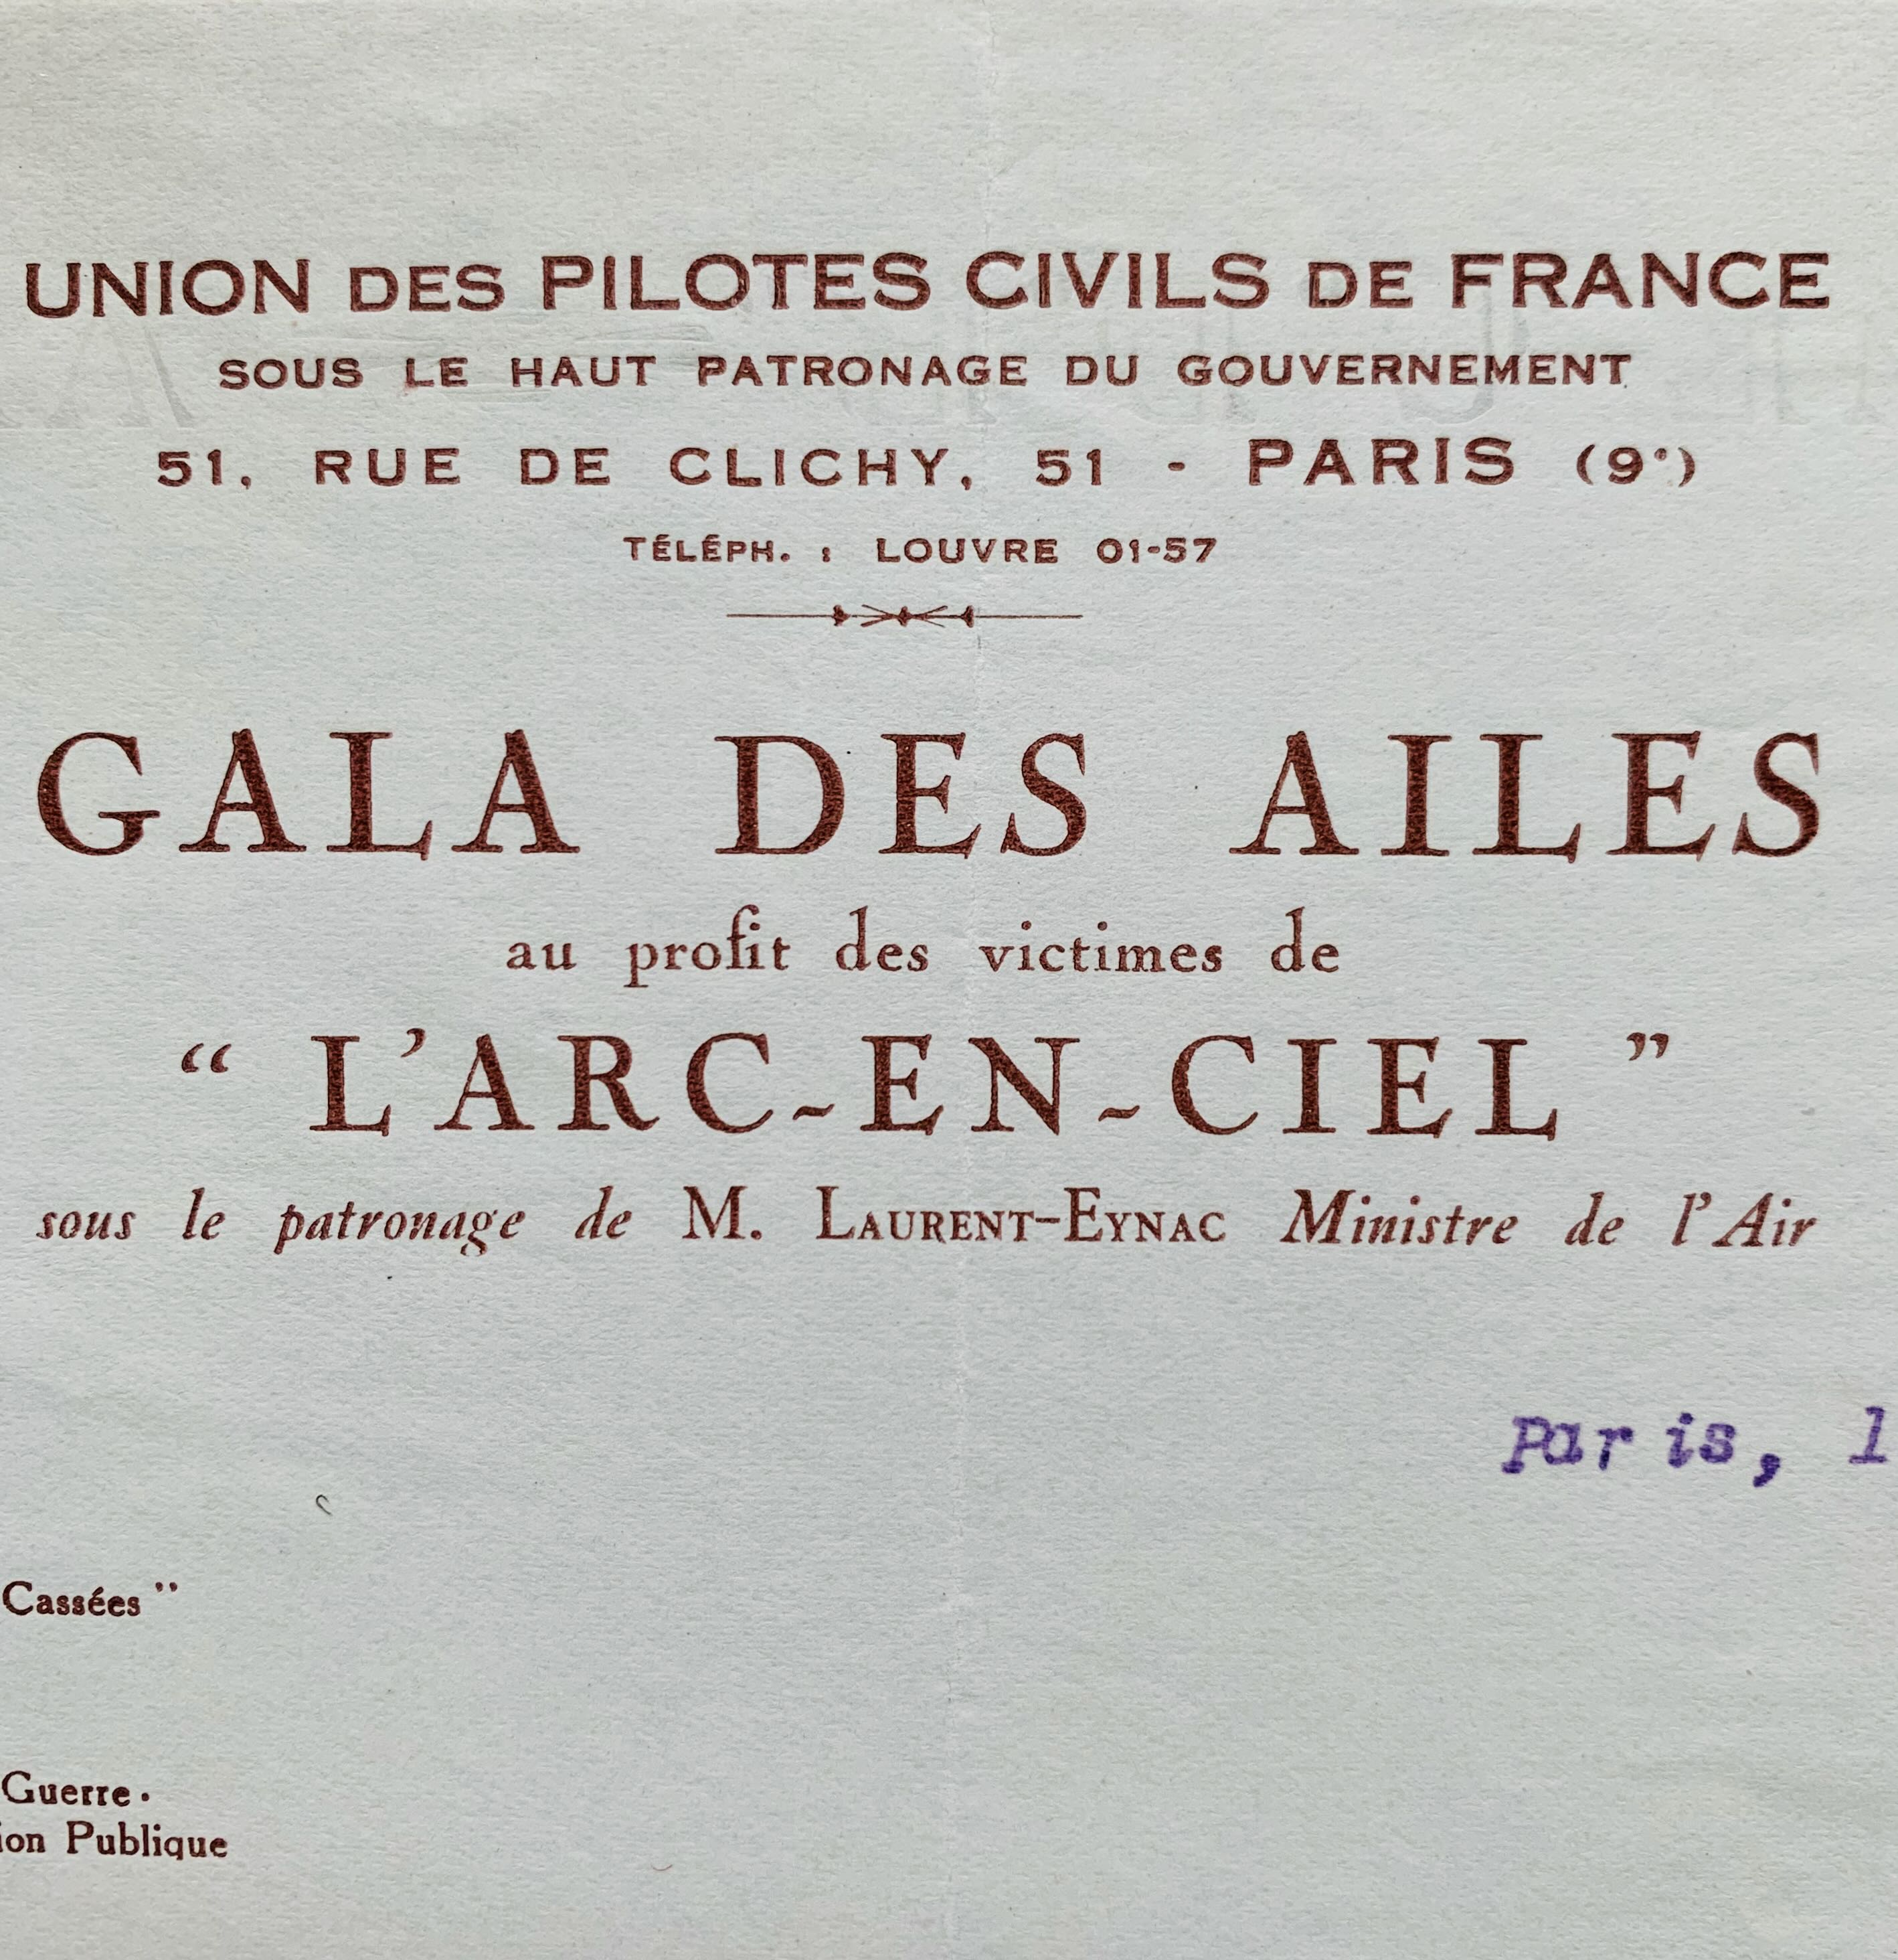 UNION DES PILOTES CIVILS DE FRANCE
SOUS LE HAUT PATRONAGE DU GOUVERNEMENT
51, RUE DE CLICHY, 51 - PARIS (9ᵉ)
TÉLÉPH. : LOUVRE 01-57
GALA DES AILES
au profit des victimes de
“ L’ARC-EN-CIEL ”
sous le patronage de M. LAURENT-EYNAC Ministre de l’Air
Paris, l
Cassées ”
Guerre.
ion Publique